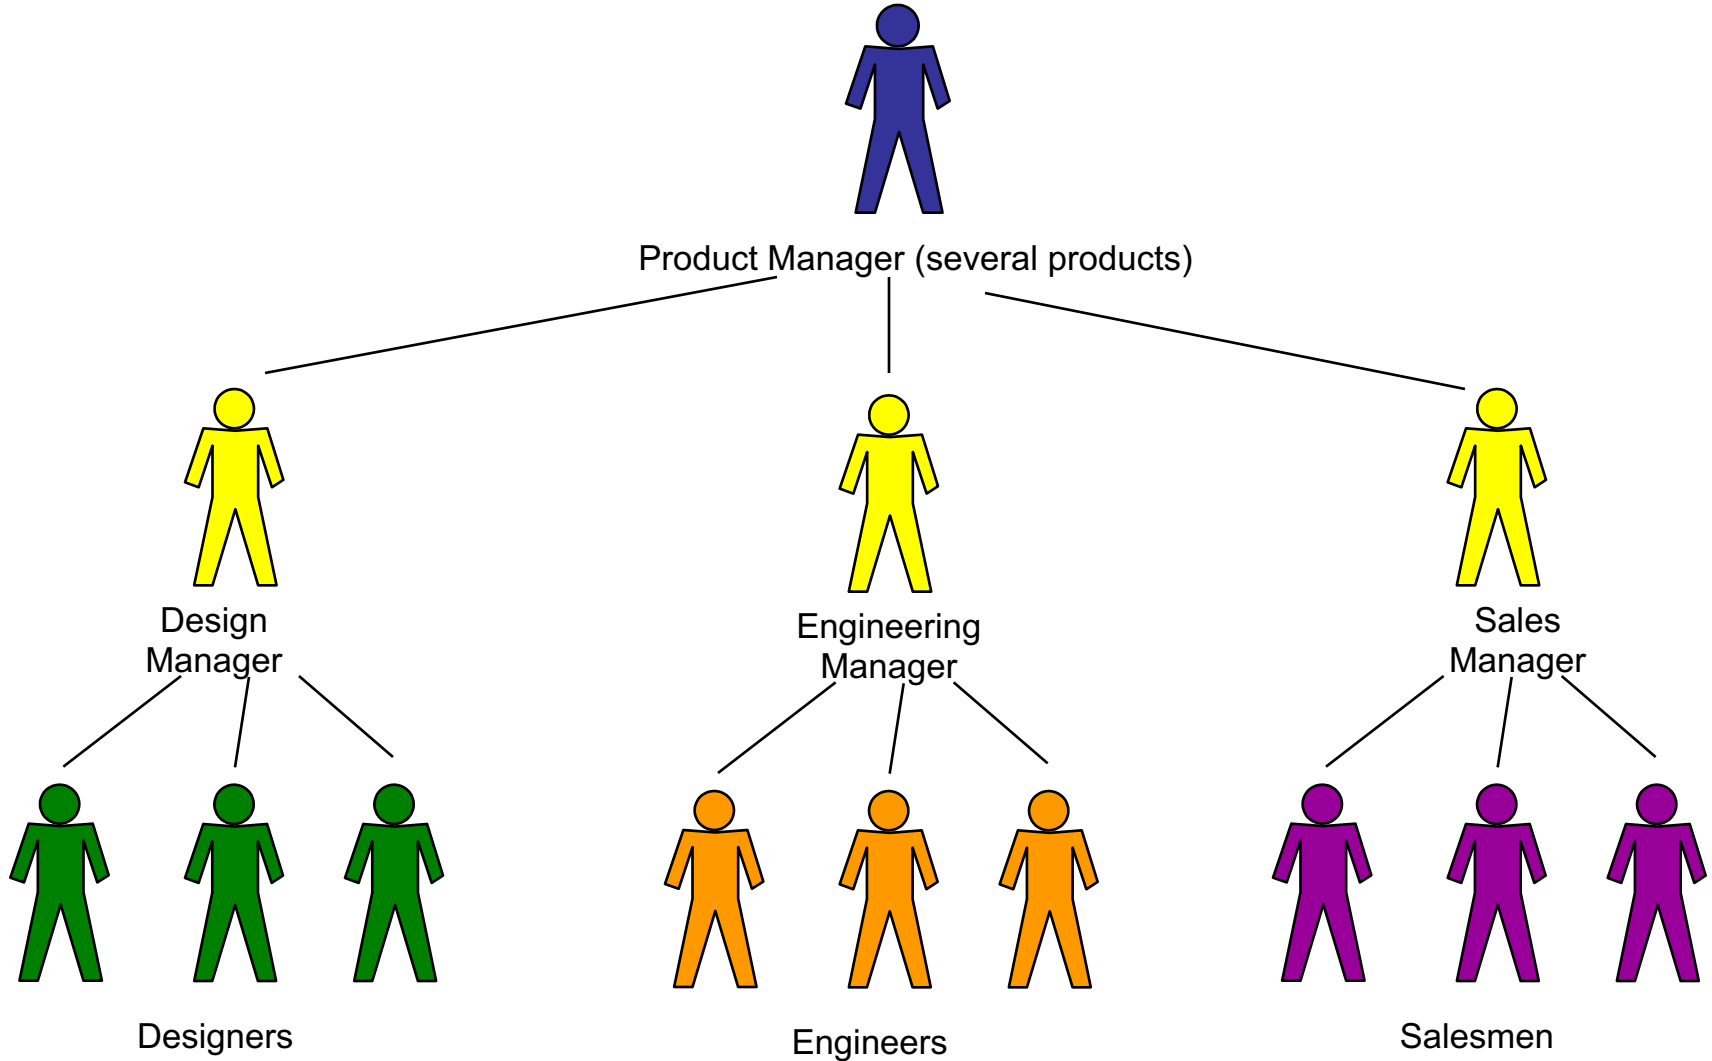 Product Manager (several products)
Design
Manager
Engineering
Manager
Sales
Manager
Designers
Engineers
Salesmen